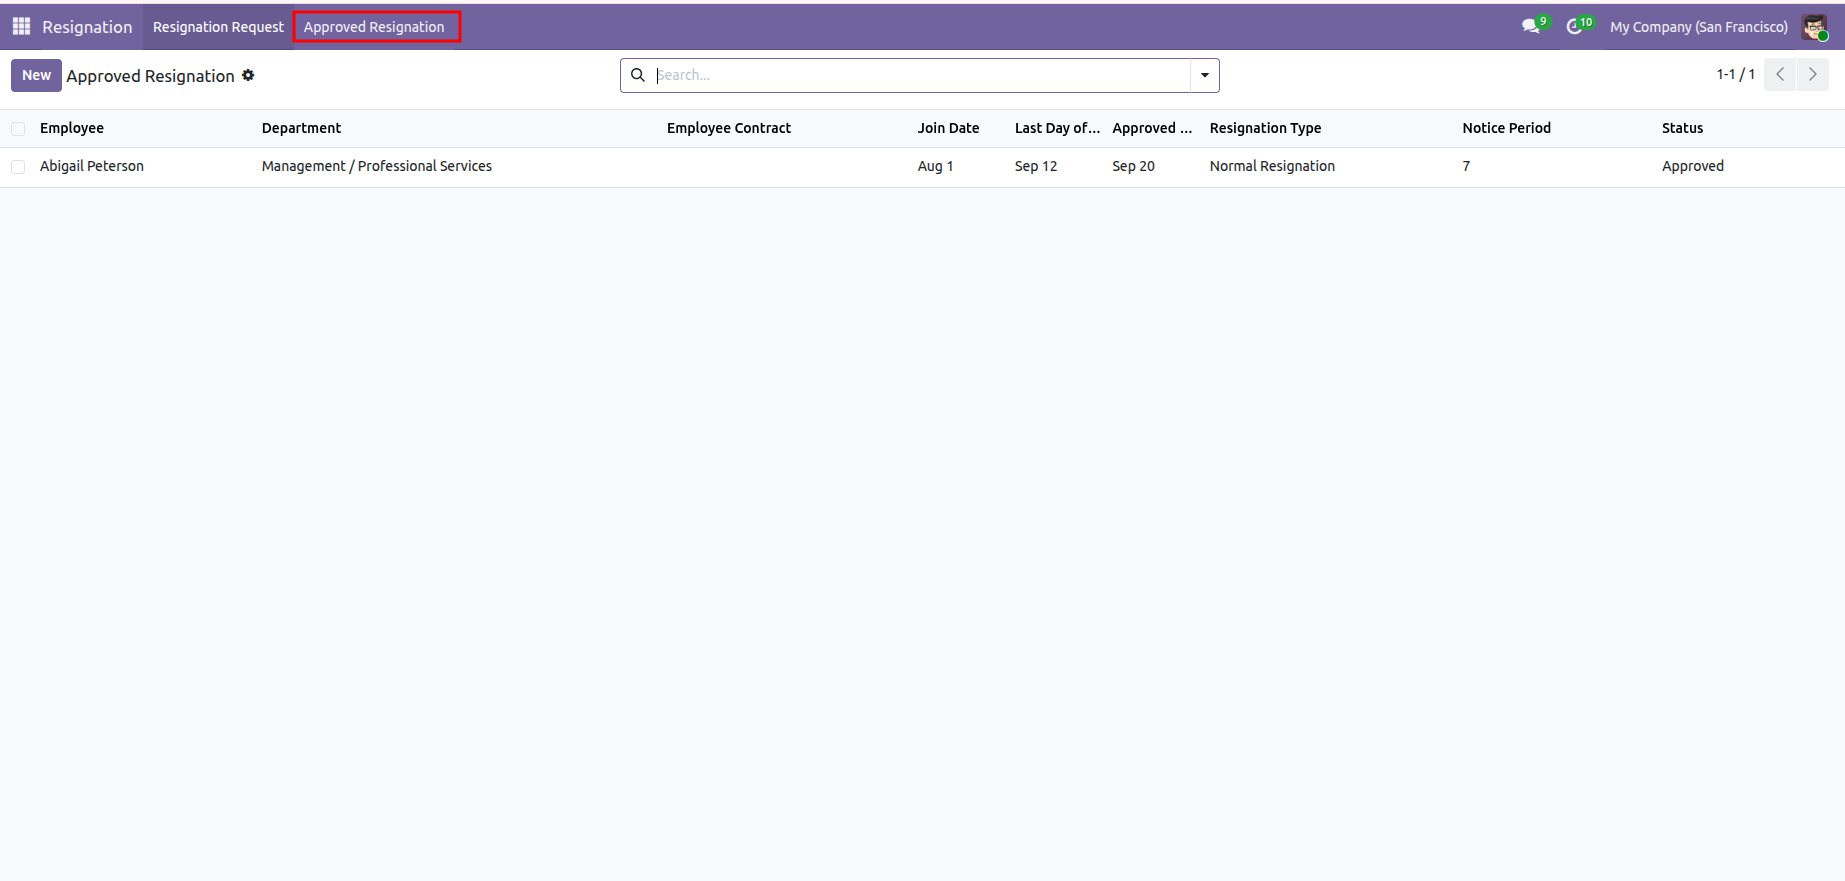 Resignation Resignation Request Approved Resignation 9 10 My Company (San Francisco)
New Approved Resignation Search... 1-1 / 1
Employee Department Employee Contract Join Date Last Day of... Approved ... Resignation Type Notice Period Status
Abigail Peterson Management / Professional Services Aug 1 Sep 12 Sep 20 Normal Resignation 7 Approved